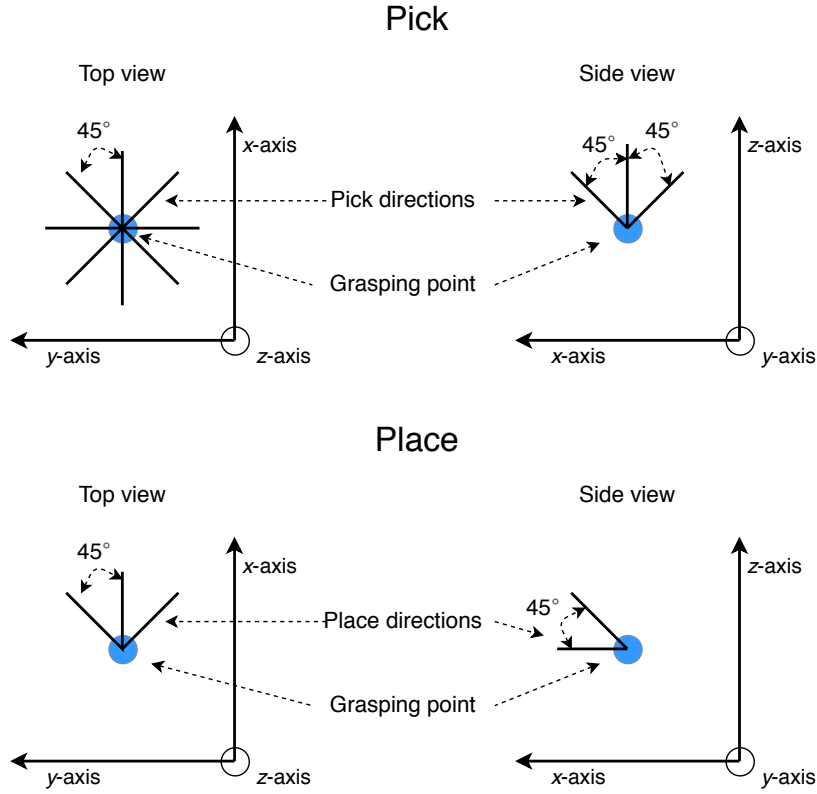 Pick
Top view
Side view
45°
45°
45°
x-axis
z-axis
Pick directions
Grasping point
y-axis
z-axis
x-axis
y-axis
Place
Top view
Side view
45°
x-axis
z-axis
45°
Place directions
Grasping point
y-axis
z-axis
x-axis
y-axis